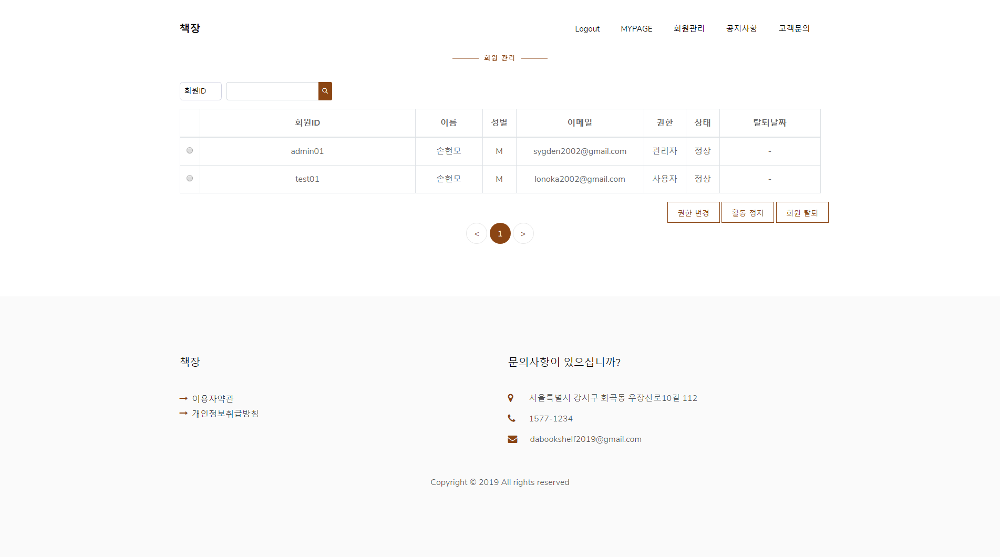 책장 Logout MYPAGE 회원관리 공지사항 고객문의
회원 관리
회원ID
회원ID 이름 성별 이메일 권한 상태 탈퇴날짜
admin01 손현모 M sygden2002@gmail.com 관리자 정상 -
test01 손현모 M lonoka2002@gmail.com 사용자 정상 -
권한 변경 활동 정지 회원 탈퇴
< 1 >
책장 문의사항이 있으십니까?
이용자약관 서울특별시 강서구 화곡동 우장산로10길 112
개인정보취급방침 1577-1234
dabookshelf2019@gmail.com
Copyright © 2019 All rights reserved